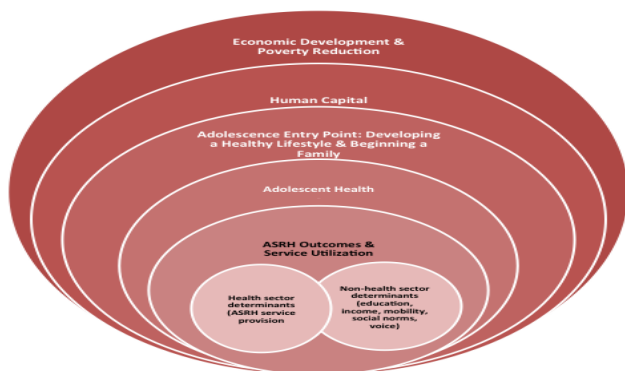 Economic Development &
Poverty Reduction
Human Capital
Adolescence Entry Point: Developing
a Healthy Lifestyle & Beginning a
Family
Adolescent Health
ASRH Outcomes &
Service Utilization
Health sector
determinants
(ASRH service
provision
Non-health sector
determinants
(education,
income, mobility,
social norms,
voice)